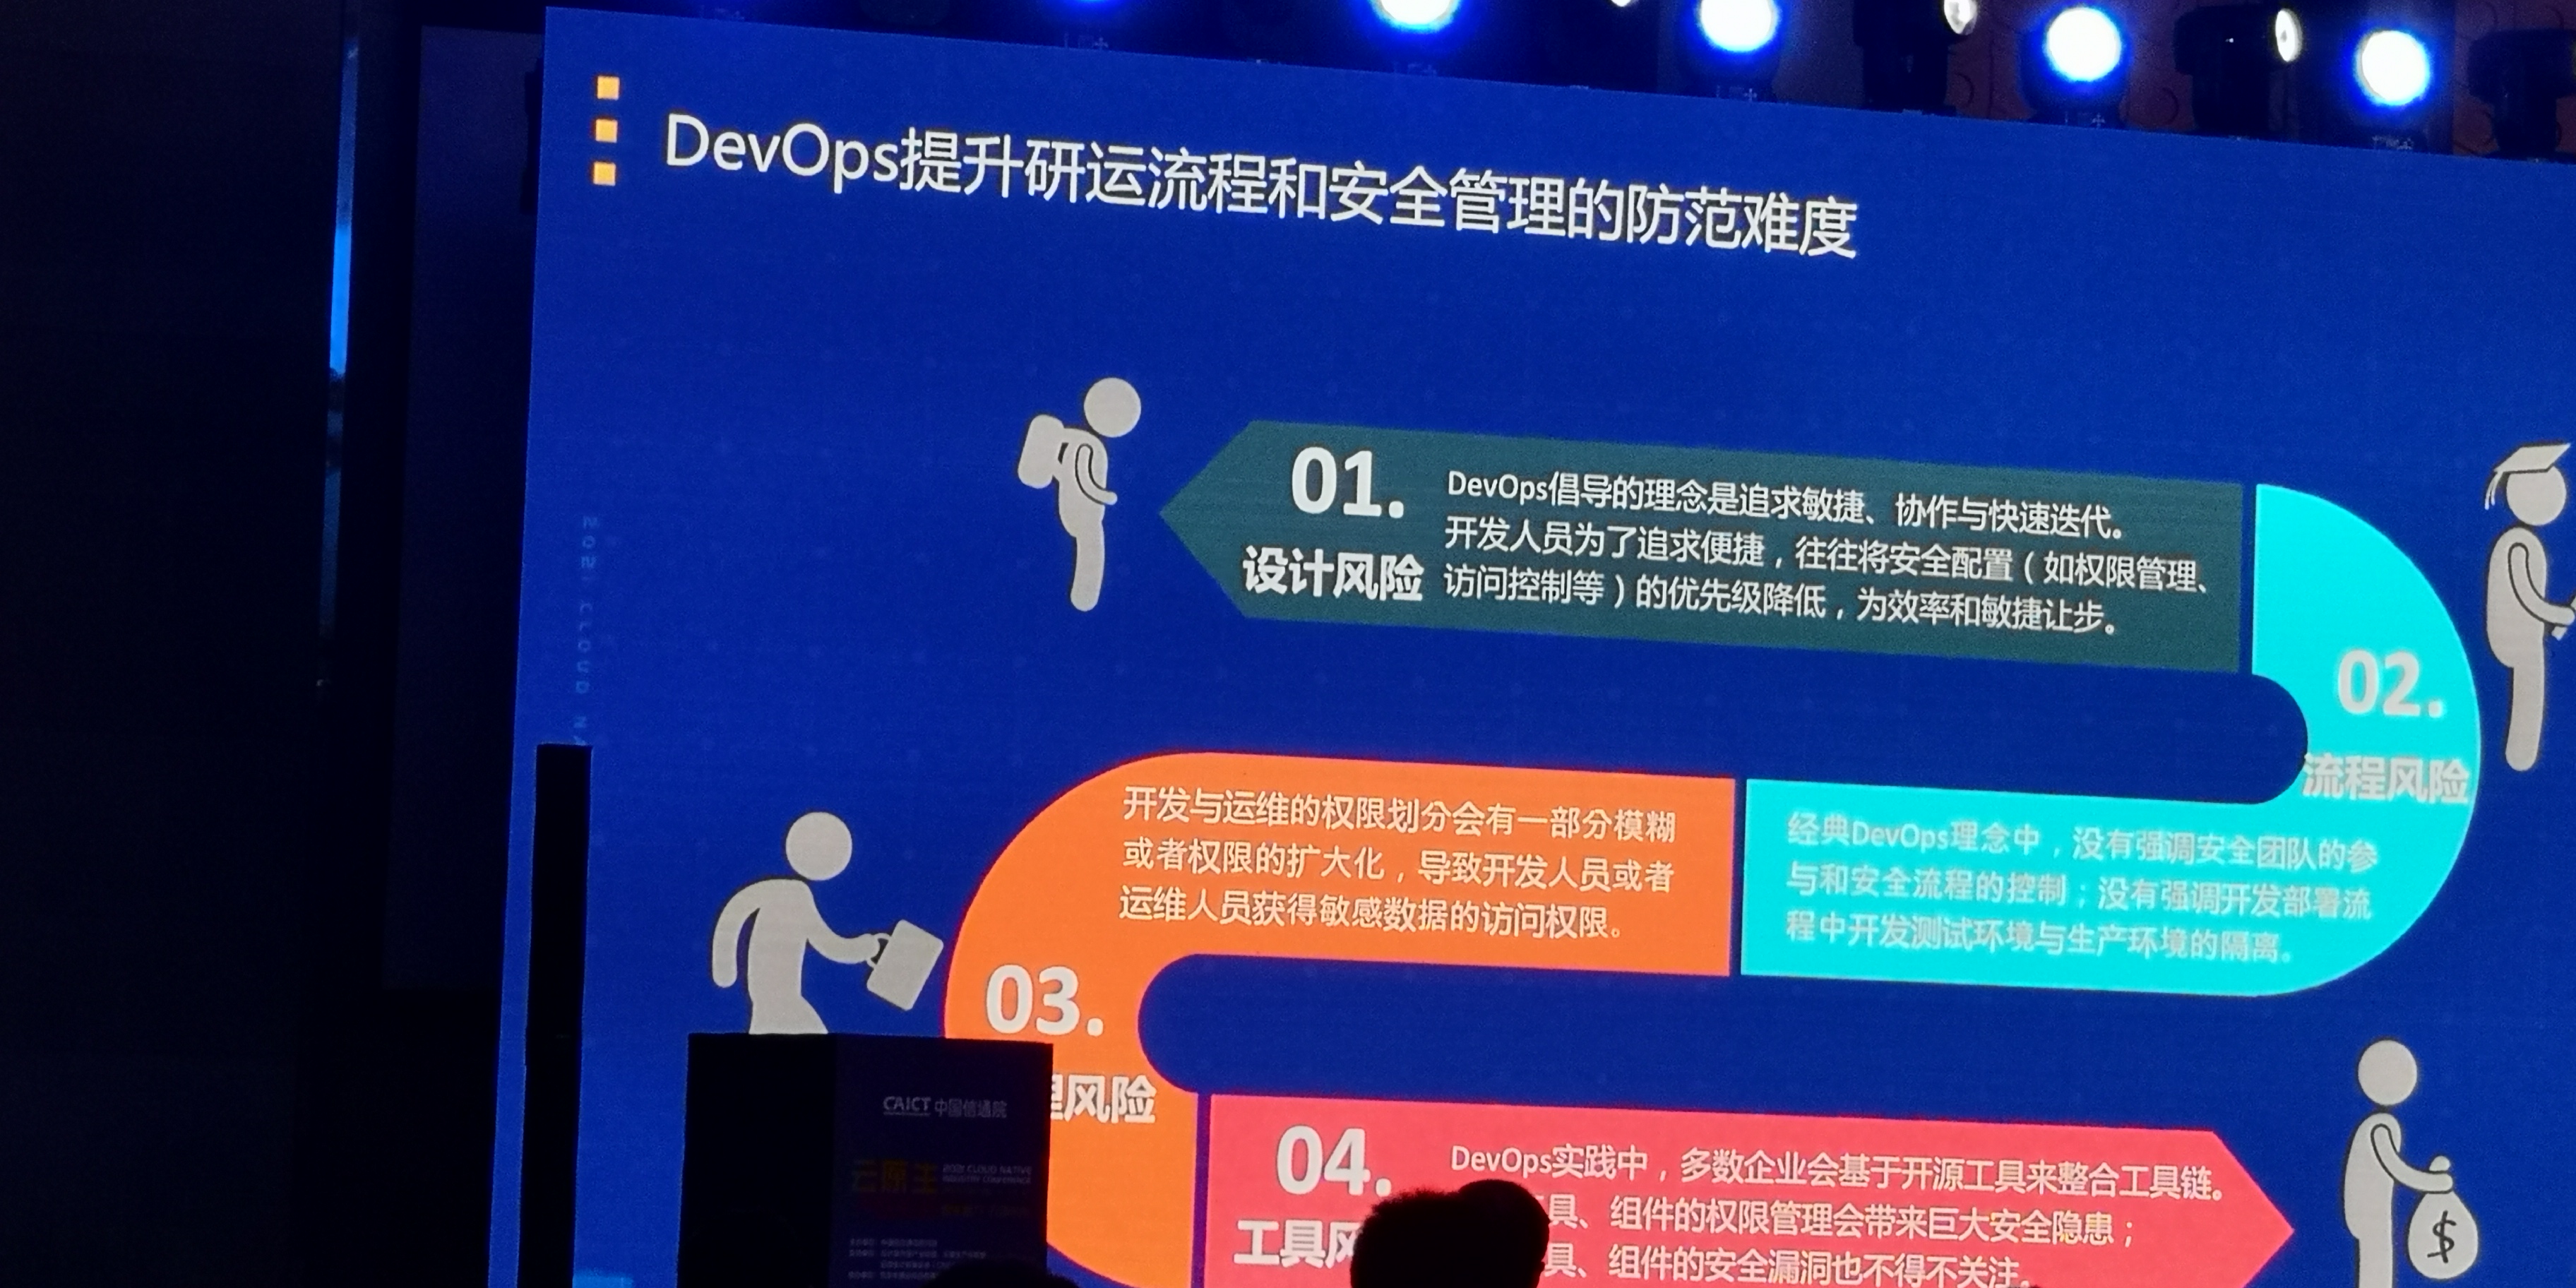 DevOps提升研运流程和安全管理的防范难度
2021 CLOUD NA
01.
设计风险
DevOps倡导的理念是追求敏捷、协作与快速迭代。
开发人员为了追求便捷，往往将安全配置（如权限管理、
访问控制等）的优先级降低，为效率和敏捷让步。
02.
流程风险
经典DevOps理念中，没有强调安全团队的参
与和安全流程的控制；没有强调开发部署流
程中开发测试环境与生产环境的隔离。
开发与运维的权限划分会有一部分模糊
或者权限的扩大化，导致开发人员或者
运维人员获得敏感数据的访问权限。
03.
理风险
04.
工具风
DevOps实践中，多数企业会基于开源工具来整合工具链。
具、组件的权限管理会带来巨大安全隐患；
具、组件的安全漏洞也不得不关注。
CAICT 中国信通院
云原生
2021 CLOUD NATIVE
INDUSTRY CONFERENCE